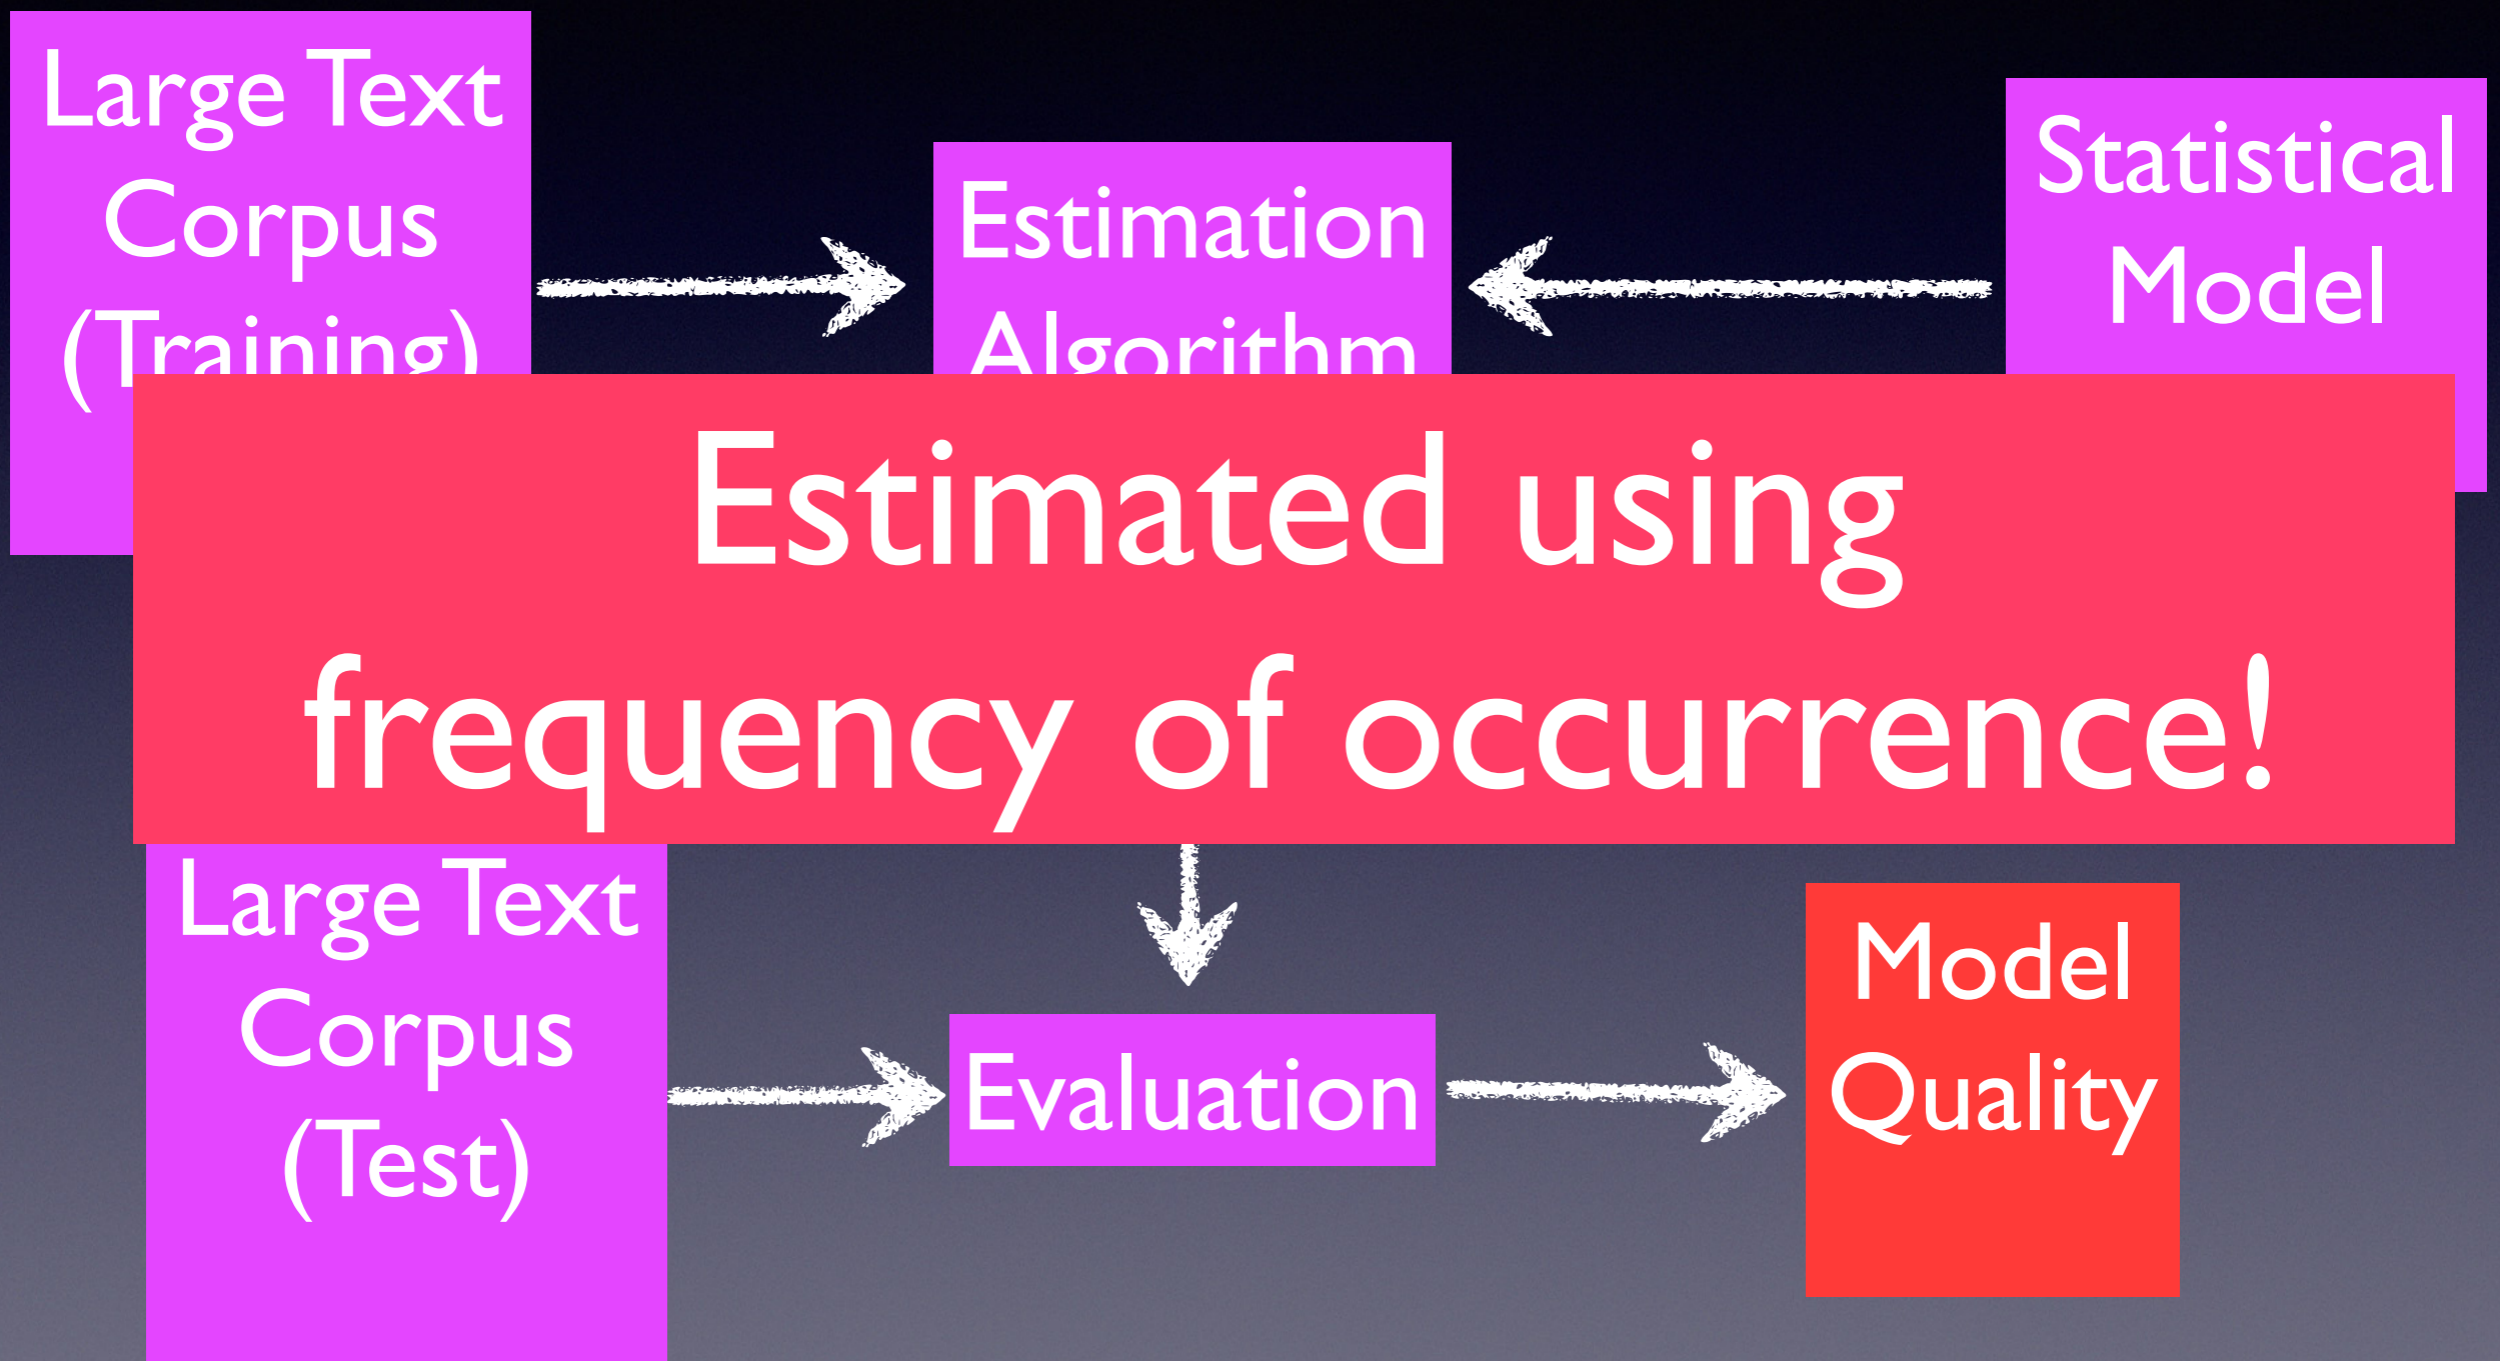 Large Text
Corpus
(Training)
Estimation
Algorithm
Statistical
Model
Estimated using
frequency of occurrence!
Large Text
Corpus
(Test)
Evaluation
Model
Quality